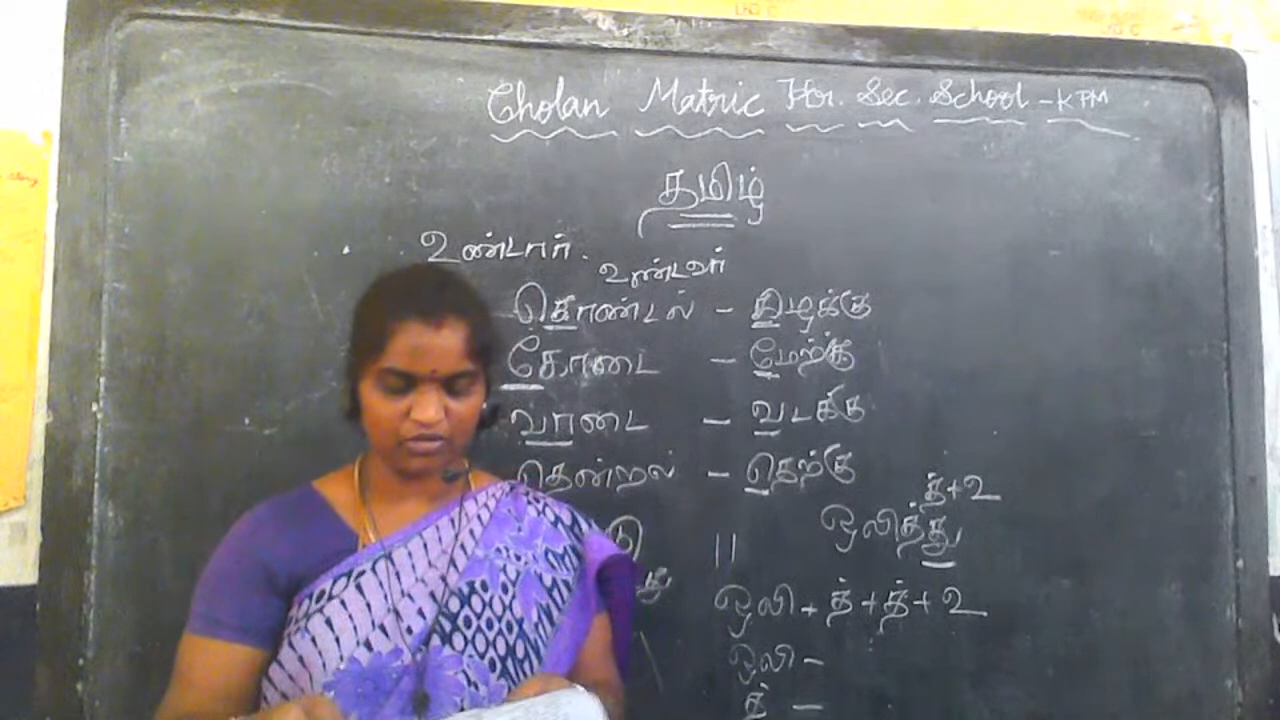 Cholan Matric Hr. Sec. School - KPM
தமிழ்
உண்டார்.
உண்டவர்
கொண்டல் - கிழக்கு
கோடை - மேற்கு
வாடை - வடக்கு
தென்றல் - தெற்கு
த்+உ
ஒலித்து
ஒலி + த் + த் + உ
ஒலி -
த் -